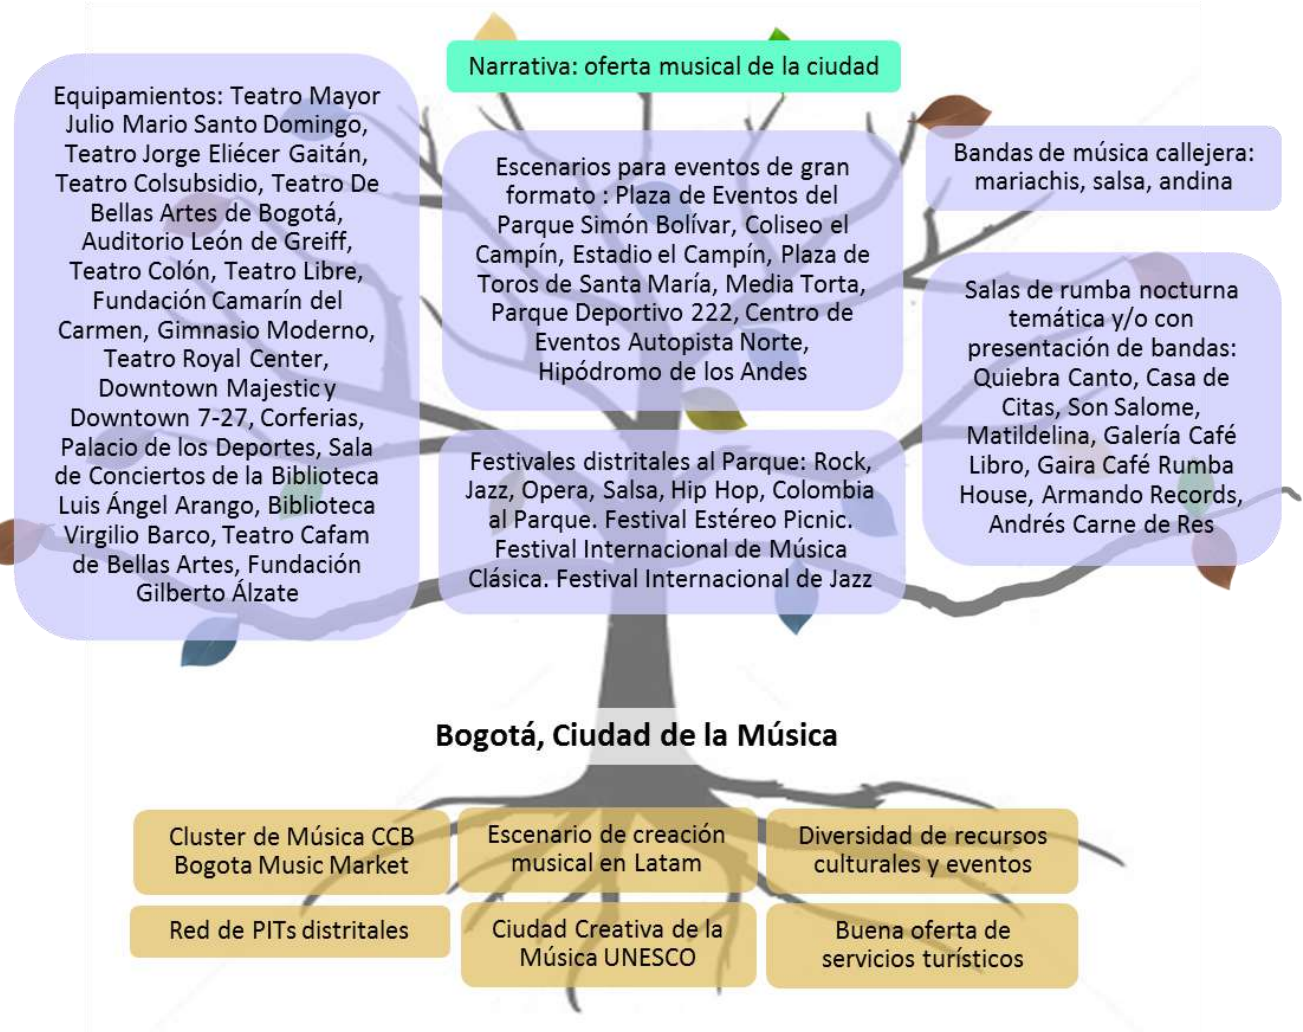 Narrativa: oferta musical de la ciudad
Equipamientos: Teatro Mayor
Julio Mario Santo Domingo,
Teatro Jorge Eliécer Gaitán,
Teatro Colsubsidio, Teatro De
Bellas Artes de Bogotá,
Auditorio León de Greiff,
Teatro Colón, Teatro Libre,
Fundación Camarín del
Carmen, Gimnasio Moderno,
Teatro Royal Center,
Downtown Majestic y
Downtown 7-27, Corferias,
Palacio de los Deportes, Sala
de Conciertos de la Biblioteca
Luis Ángel Arango, Biblioteca
Virgilio Barco, Teatro Cafam
de Bellas Artes, Fundación
Gilberto Álzate
Escenarios para eventos de gran
formato : Plaza de Eventos del
Parque Simón Bolívar, Coliseo el
Campín, Estadio el Campín, Plaza de
Toros de Santa María, Media Torta,
Parque Deportivo 222, Centro de
Eventos Autopista Norte,
Hipódromo de los Andes
Festivales distritales al Parque: Rock,
Jazz, Opera, Salsa, Hip Hop, Colombia
al Parque. Festival Estéreo Picnic.
Festival Internacional de Música
Clásica. Festival Internacional de Jazz
Bandas de música callejera:
mariachis, salsa, andina
Salas de rumba nocturna
temática y/o con
presentación de bandas:
Quiebra Canto, Casa de
Citas, Son Salome,
Matildelina, Galería Café
Libro, Gaira Café Rumba
House, Armando Records,
Andrés Carne de Res
Bogotá, Ciudad de la Música
Cluster de Música CCB
Bogota Music Market
Escenario de creación
musical en Latam
Diversidad de recursos
culturales y eventos
Red de PITs distritales
Ciudad Creativa de la
Música UNESCO
Buena oferta de
servicios turísticos